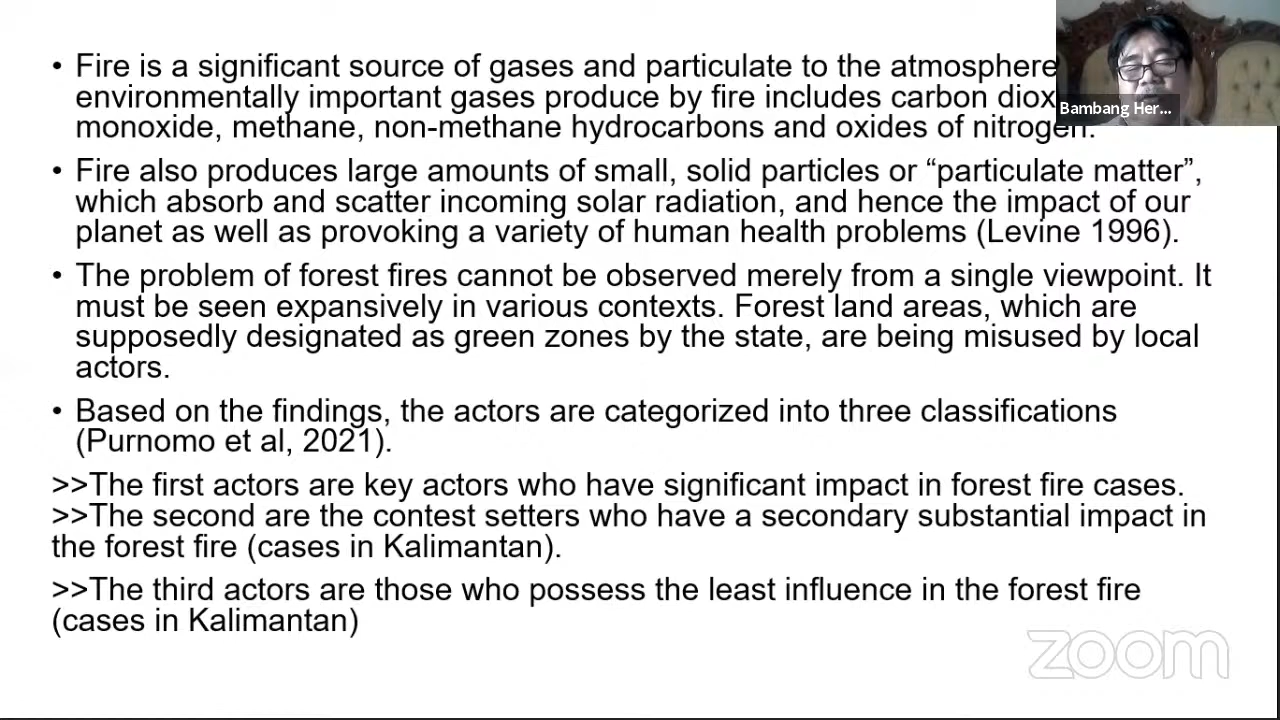 • Fire is a significant source of gases and particulate to the atmosphere
environmentally important gases produce by fire includes carbon
monoxide, methane, non-methane hydrocarbons and oxides of nitrogen.
• Fire also produces large amounts of small, solid particles or “particulate matter”,
which absorb and scatter incoming solar radiation, and hence the impact of our
planet as well as provoking a variety of human health problems (Levine 1996).
• The problem of forest fires cannot be observed merely from a single viewpoint. It
must be seen expansively in various contexts. Forest land areas, which are
supposedly designated as green zones by the state, are being misused by local
actors.
• Based on the findings, the actors are categorized into three classifications
(Purnomo et al, 2021).
>>The first actors are key actors who have significant impact in forest fire cases.
>>The second are the contest setters who have a secondary substantial impact in
the forest fire (cases in Kalimantan).
>>The third actors are those who possess the least influence in the forest fire
(cases in Kalimantan)
Bambang Her...
zoom